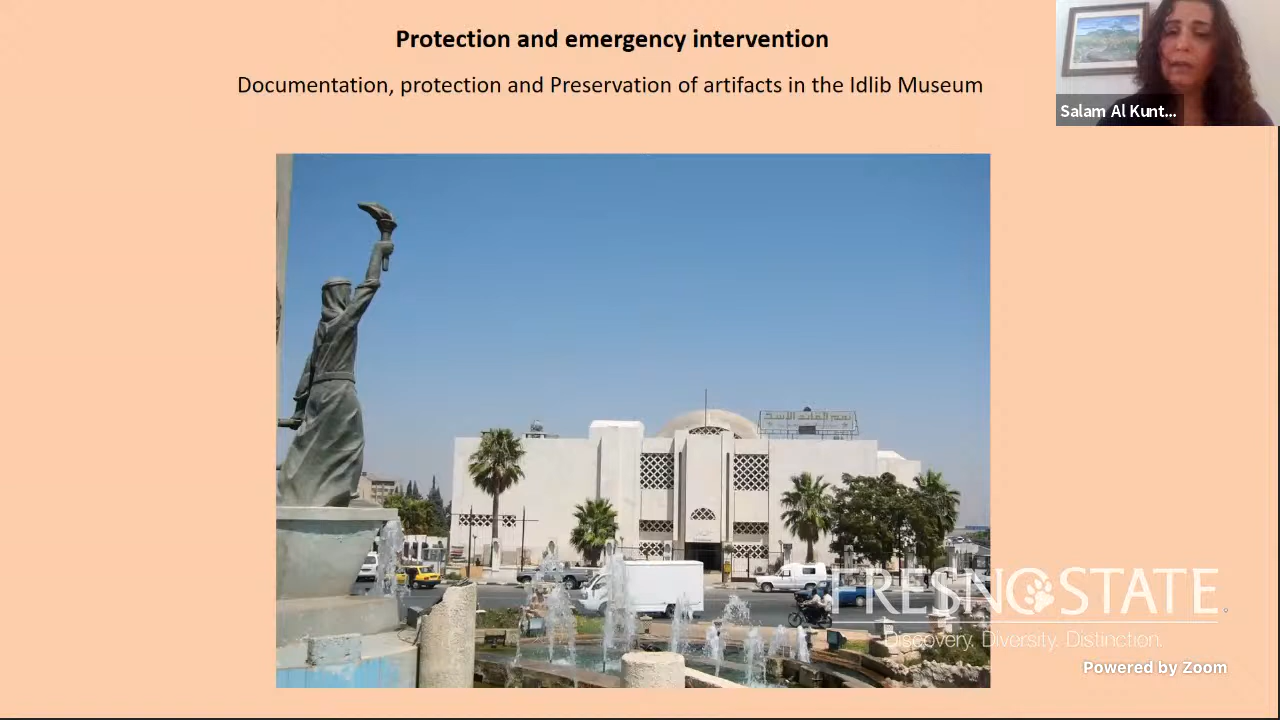 Protection and emergency intervention
Documentation, protection and Preservation of artifacts in the Idlib Museum
Salam Al Kunt...
FRESNO STATE
Discovery. Diversity. Distinction.
Powered by Zoom